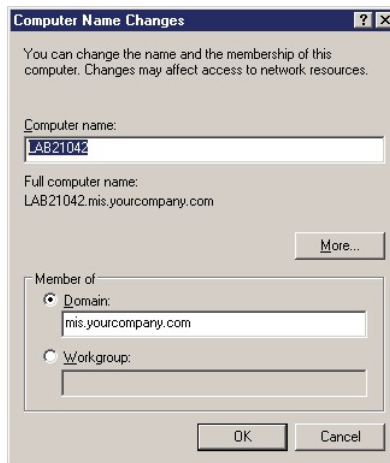 Computer Name Changes
You can change the name and the membership of this
computer. Changes may affect access to network resources.
Computer name:
LAB21042
Full computer name:
LAB21042.mis.yourcompany.com
More...
Member of
Domain:
mis.yourcompany.com
Workgroup:
OK Cancel